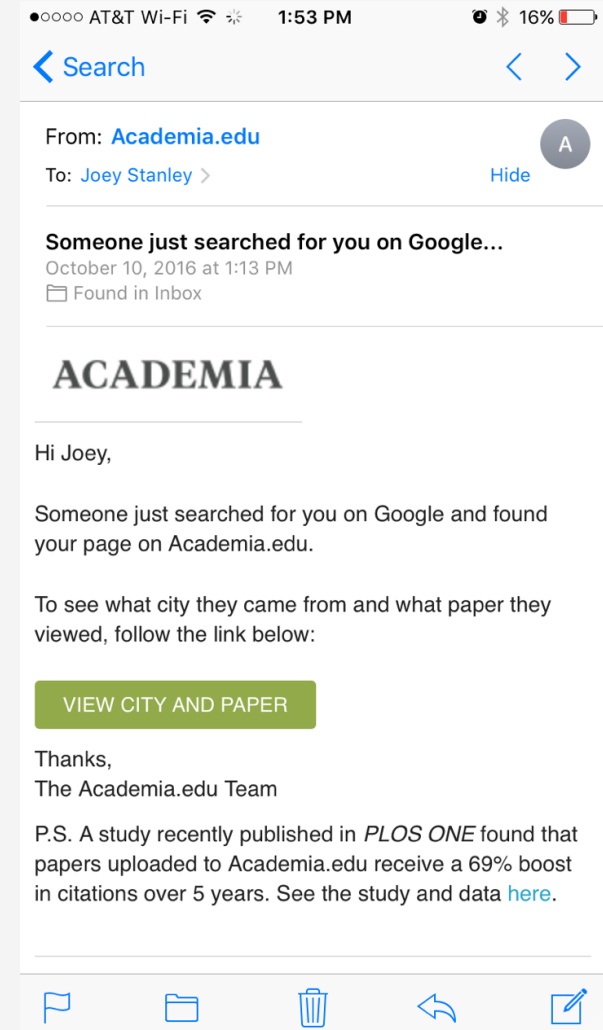 AT&T Wi-Fi 1:53 PM 16%
Search
From: Academia.edu
A
To: Joey Stanley
Hide
Someone just searched for you on Google...
October 10, 2016 at 1:13 PM
Found in Inbox
ACADEMIA
Hi Joey,
Someone just searched for you on Google and found
your page on Academia.edu.
To see what city they came from and what paper they
viewed, follow the link below:
VIEW CITY AND PAPER
Thanks,
The Academia.edu Team
P.S. A study recently published in PLOS ONE found that
papers uploaded to Academia.edu receive a 69% boost
in citations over 5 years. See the study and data here.